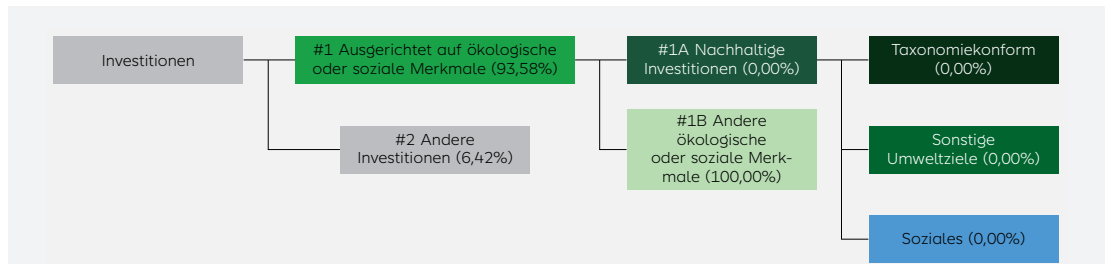 Investitionen
#1 Ausgerichtet auf ökologische
oder soziale Merkmale (93,58%)
#2 Andere
Investitionen (6,42%)
#1A Nachhaltige
Investitionen (0,00%)
#1B Andere
ökologische
oder soziale Merk-
male (100,00%)
Taxonomiekonform
(0,00%)
Sonstige
Umweltziele (0,00%)
Soziales (0,00%)